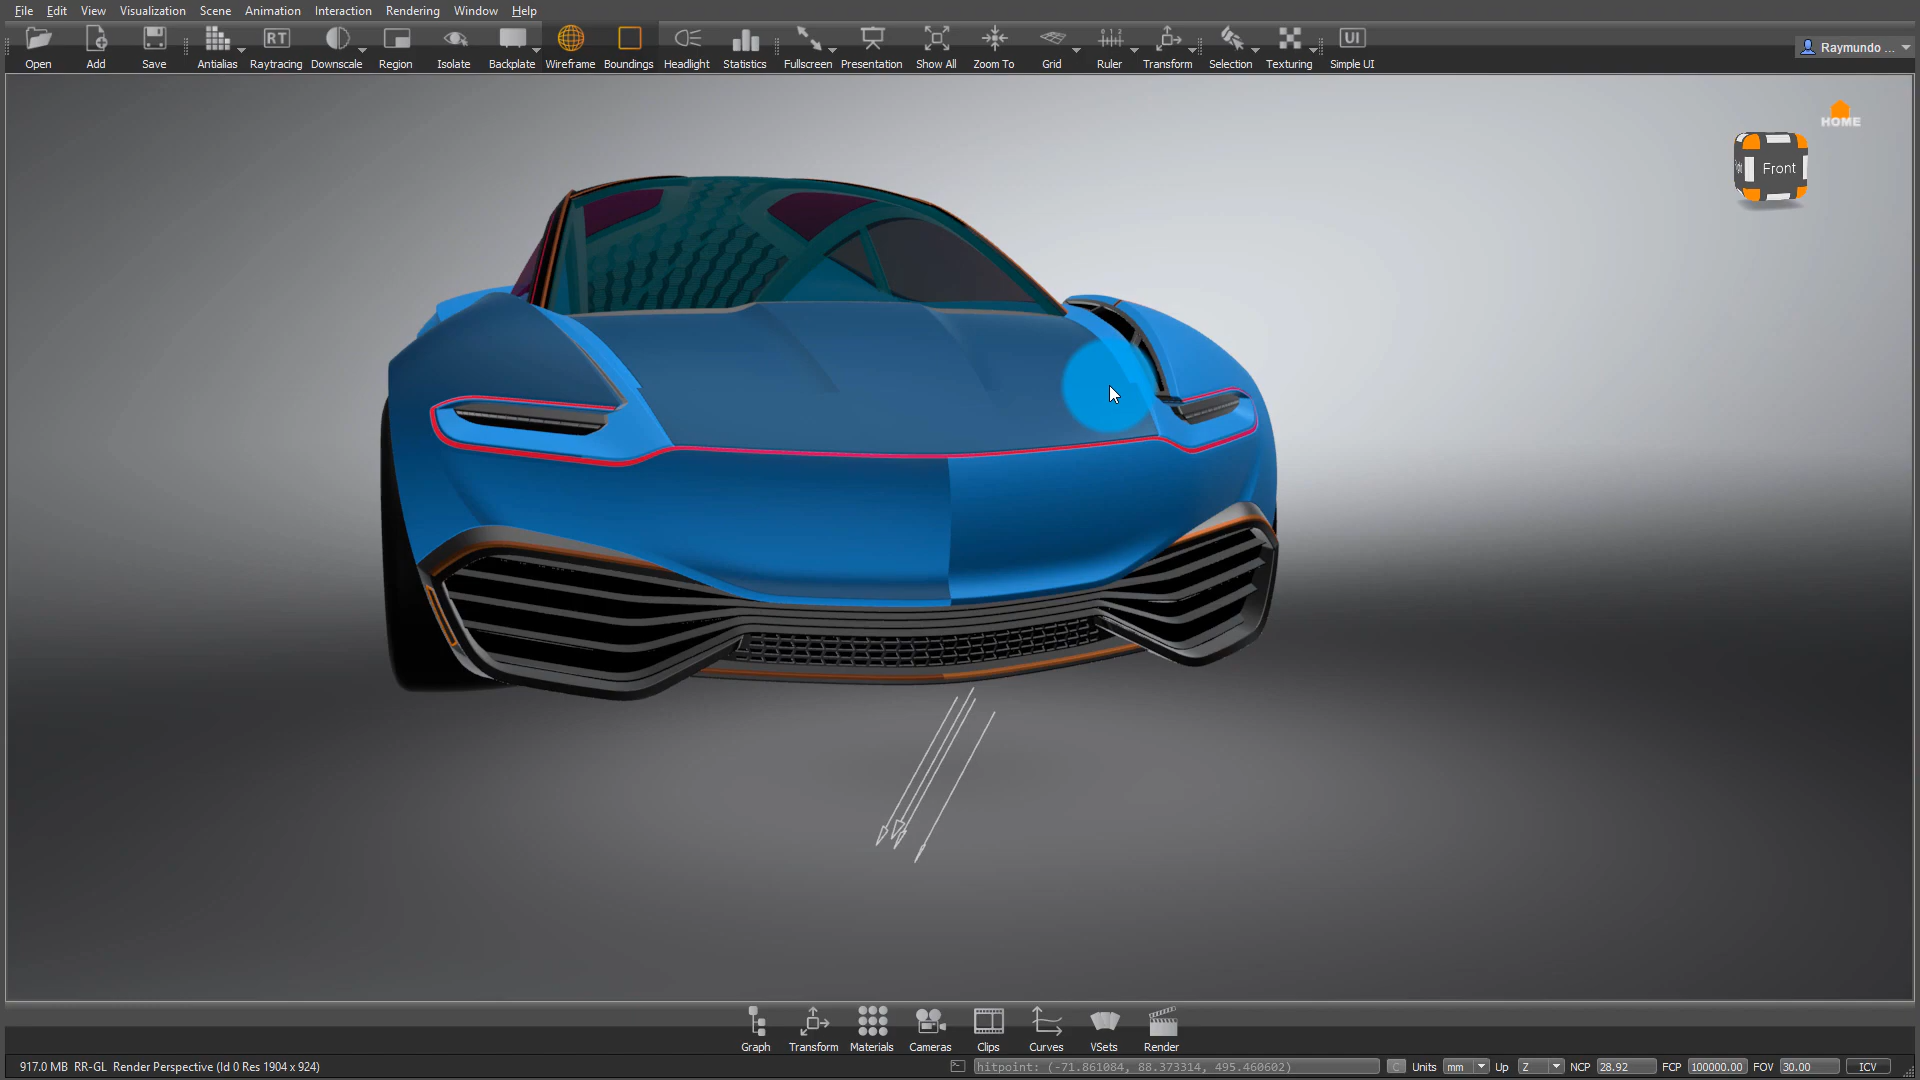 File Edit View Visualization Scene Animation Interaction Rendering Window Help
RT UI
Open Add Save Antialias Raytracing Downscale Region Isolate Backplate Wireframe Boundings Headlight Statistics Fullscreen Presentation Show All Zoom To Grid Ruler Transform Selection Texturing Simple UI
Raymundo ...
HOME
Front
Graph Transform Materials Cameras Clips Curves VSets Render
917.0 MB RR-GL Render Perspective (Id 0 Res 1904 x 924) hitpoint: (-71.861084, 88.373314, 495.460602) C Units mm Up Z NCP 28.92 FCP 100000.00 FOV 30.00 ICV